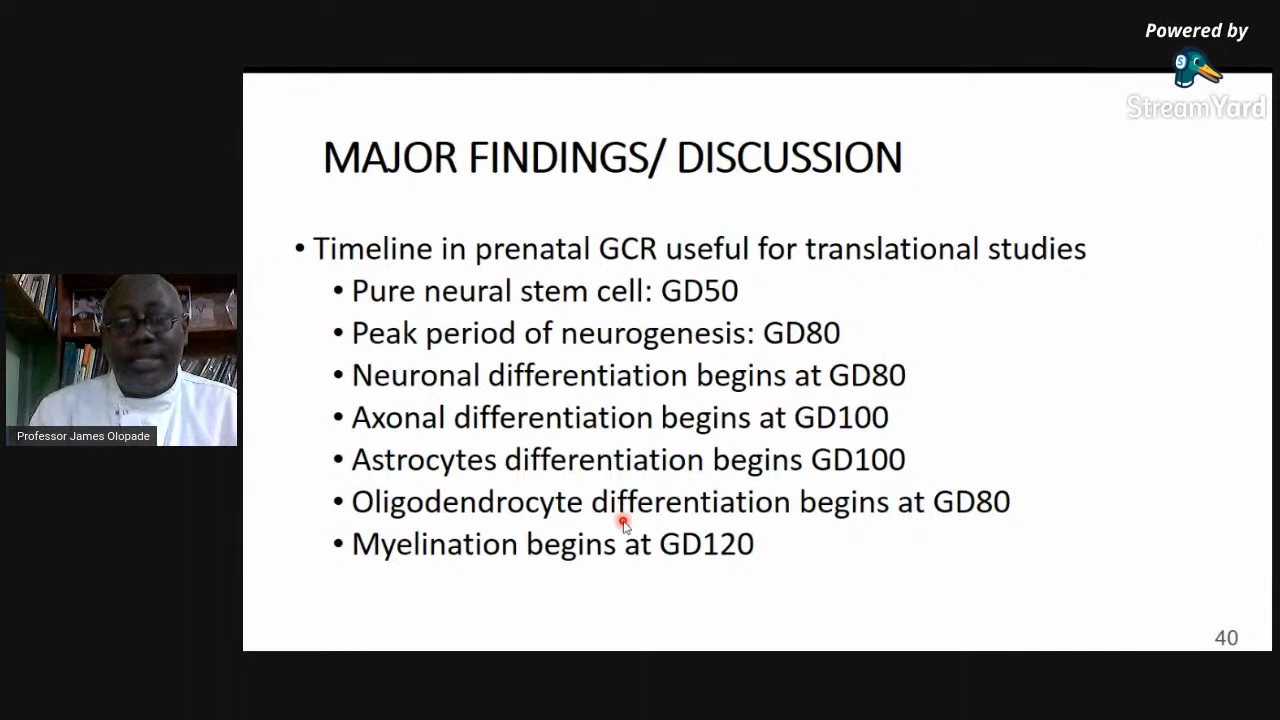 Powered by
StreamYard
MAJOR FINDINGS/ DISCUSSION
• Timeline in prenatal GCR useful for translational studies
• Pure neural stem cell: GD50
• Peak period of neurogenesis: GD80
• Neuronal differentiation begins at GD80
• Axonal differentiation begins at GD100
• Astrocytes differentiation begins GD100
• Oligodendrocyte differentiation begins at GD80
• Myelination begins at GD120
Professor James Olopade
40